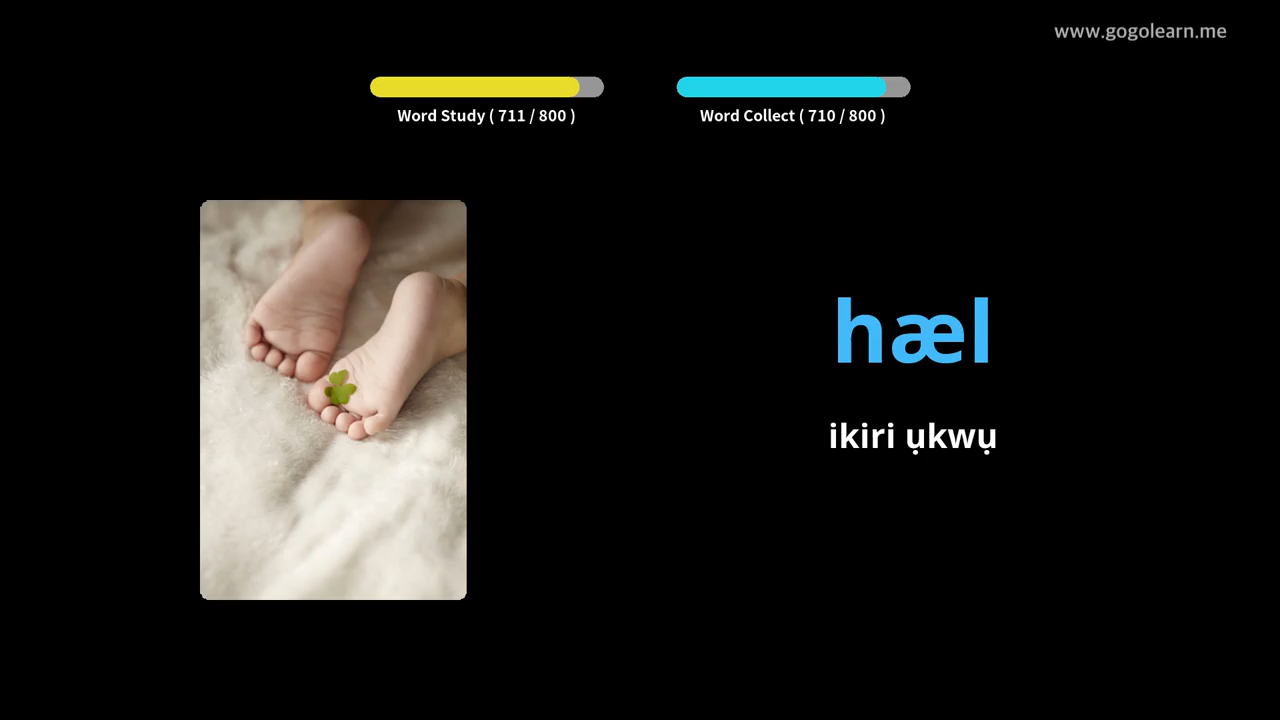 www.gogolearn.me
Word Study ( 711 / 800 )
Word Collect ( 710 / 800 )
hæl
ikiri ụkwụ